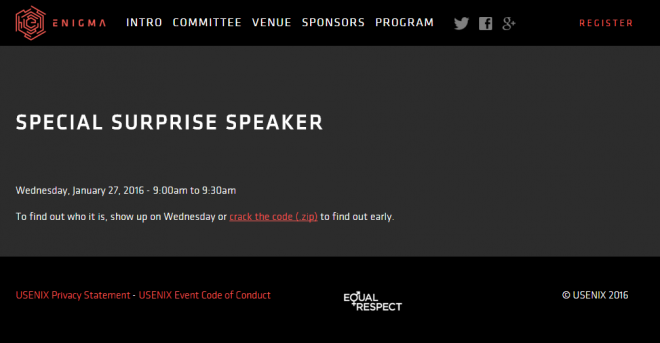 ENIGMA INTRO COMMITTEE VENUE SPONSORS PROGRAM REGISTER
SPECIAL SURPRISE SPEAKER
Wednesday, January 27, 2016 - 9:00am to 9:30am
To find out who it is, show up on Wednesday or crack the code (.zip) to find out early.
USENIX Privacy Statement - USENIX Event Code of Conduct
EQUAL
+RESPECT
© USENIX 2016